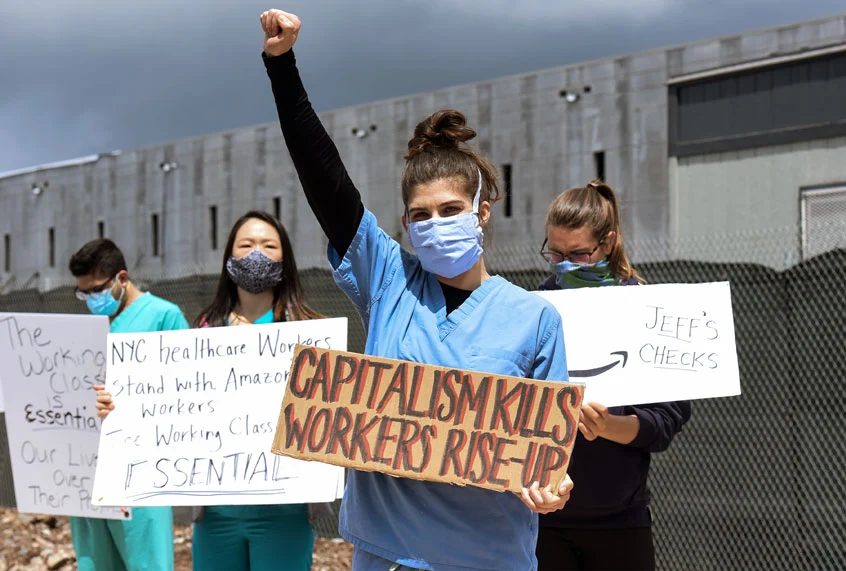 The
Working
Class
is
Essential
Our Lives
over
Their
NYC healthcare Workers
stand with Amazon
workers
The Working Class
ESSENTIAL
CAPITALISM KILLS
WORKERS RISE-UP
JEFF'S
CHECKS